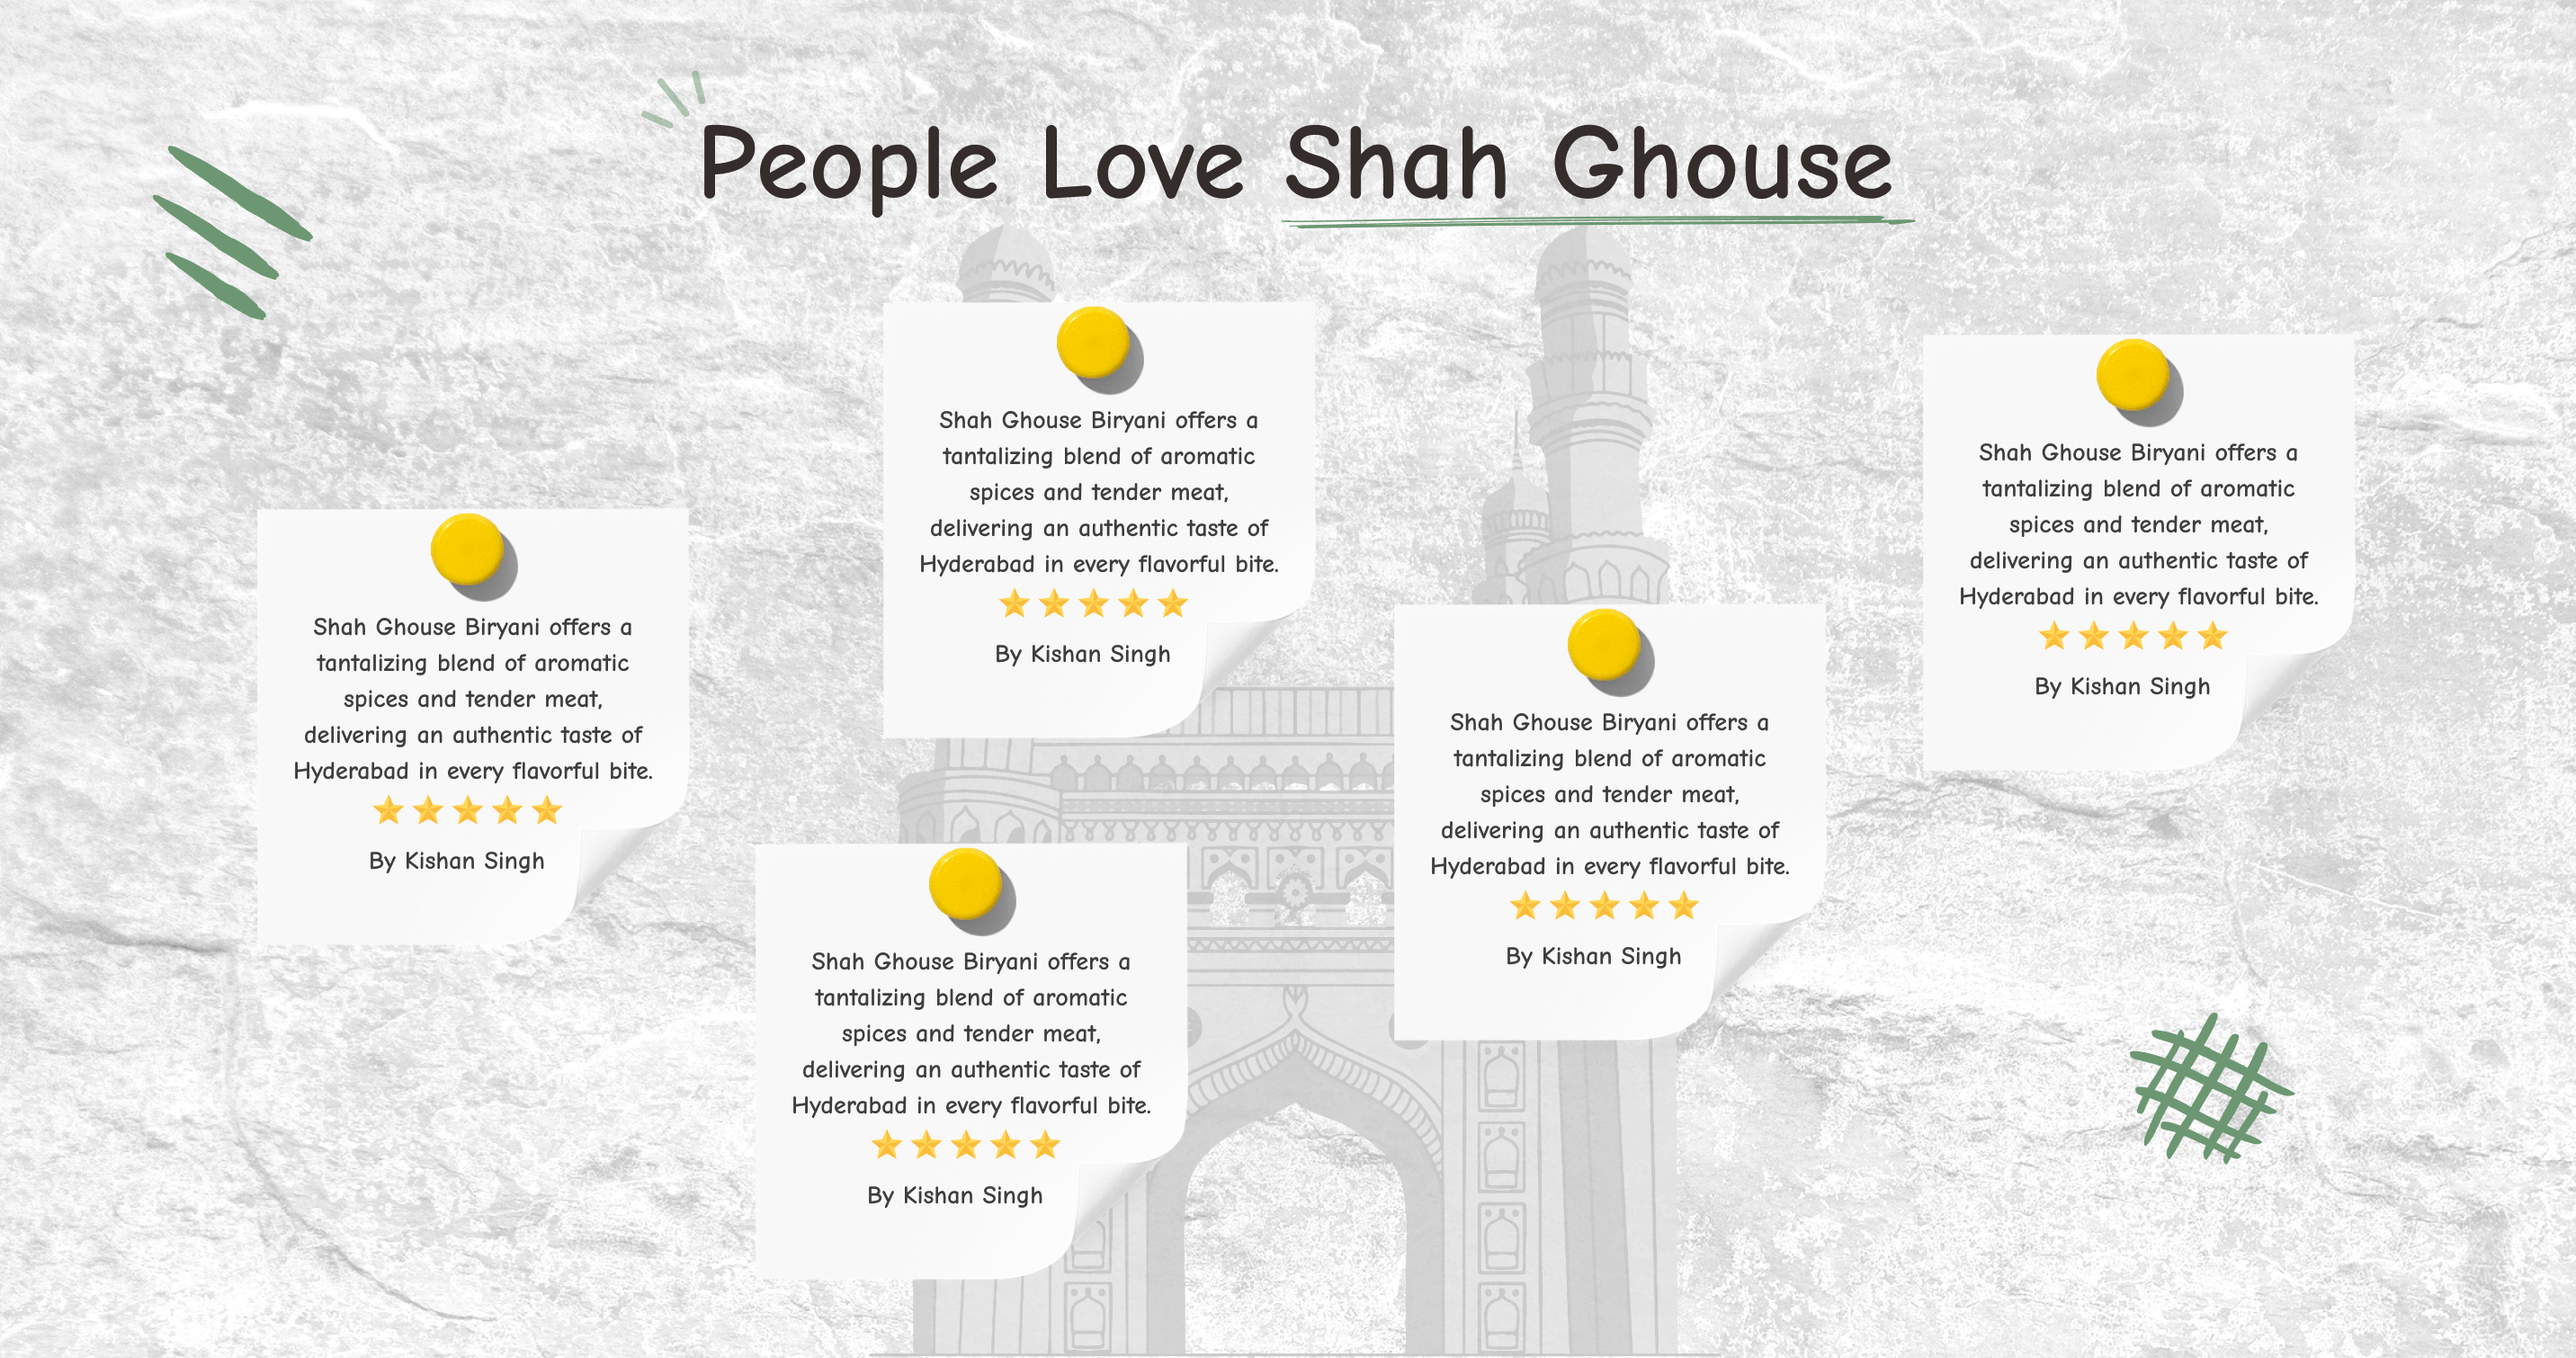 People Love Shah Ghouse
Shah Ghouse Biryani offers a
tantalizing blend of aromatic
spices and tender meat,
delivering an authentic taste of
Hyderabad in every flavorful bite.
By Kishan Singh
Shah Ghouse Biryani offers a
tantalizing blend of aromatic
spices and tender meat,
delivering an authentic taste of
Hyderabad in every flavorful bite.
By Kishan Singh
Shah Ghouse Biryani offers a
tantalizing blend of aromatic
spices and tender meat,
delivering an authentic taste of
Hyderabad in every flavorful bite.
By Kishan Singh
Shah Ghouse Biryani offers a
tantalizing blend of aromatic
spices and tender meat,
delivering an authentic taste of
Hyderabad in every flavorful bite.
By Kishan Singh
Shah Ghouse Biryani offers a
tantalizing blend of aromatic
spices and tender meat,
delivering an authentic taste of
Hyderabad in every flavorful bite.
By Kishan Singh